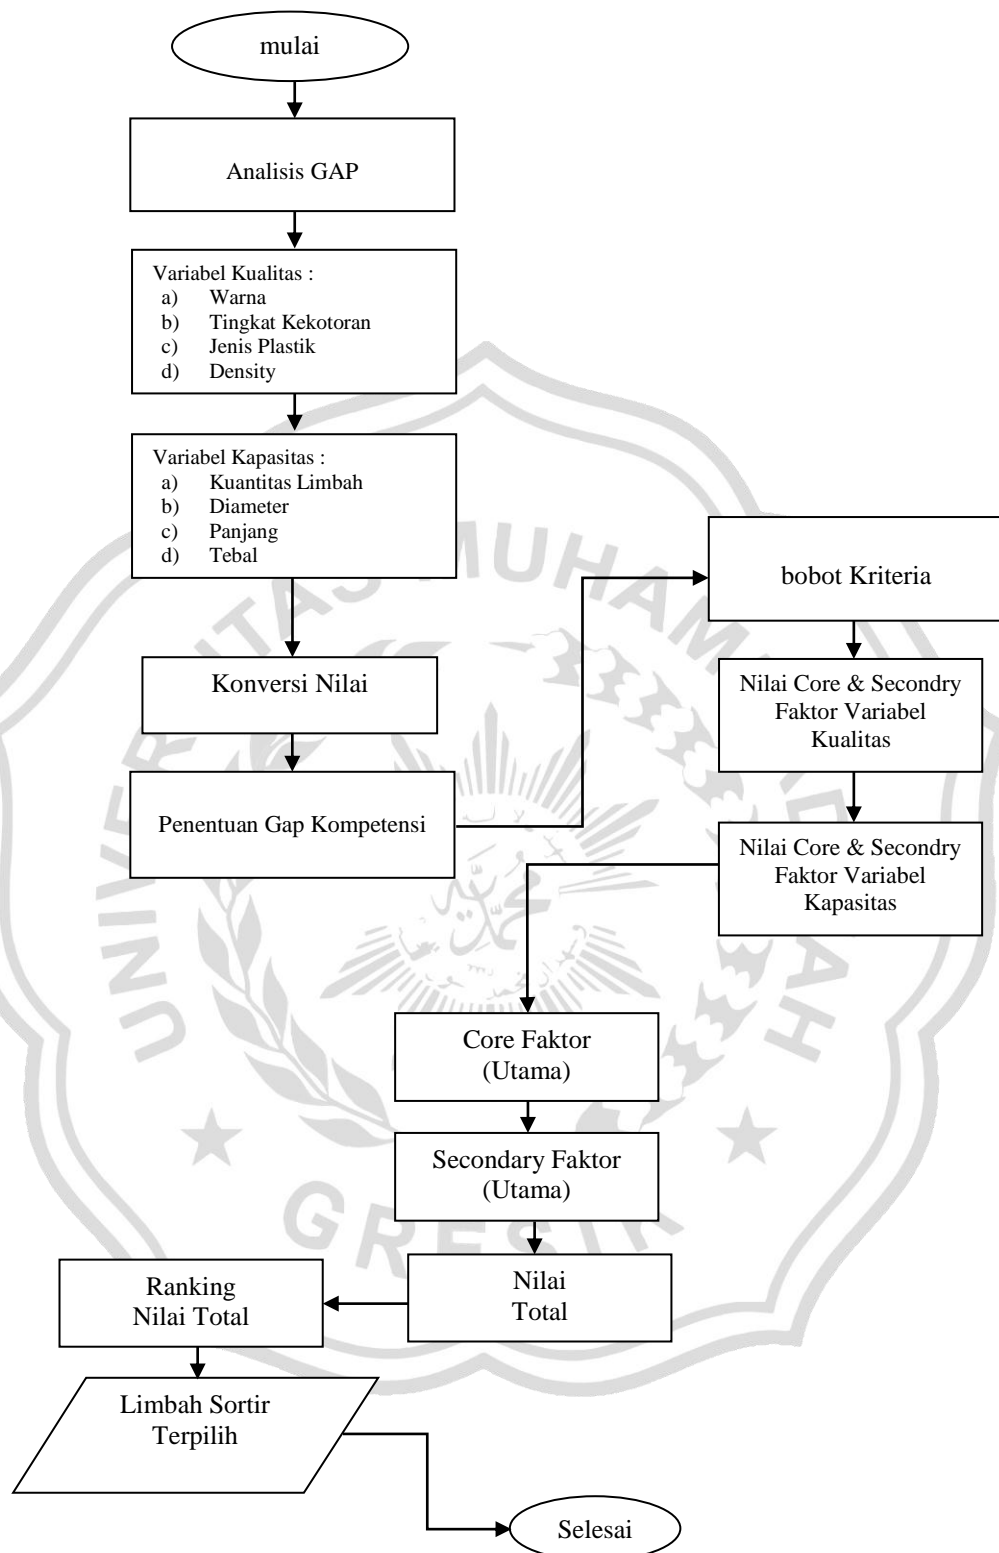 mulai
Analisis GAP
Variabel Kualitas :
a) Warna
b) Tingkat Kekotoran
c) Jenis Plastik
d) Density
Variabel Kapasitas :
a) Kuantitas Limbah
b) Diameter
c) Panjang
d) Tebal
Konversi Nilai
Penentuan Gap Kompetensi
bobot Kriteria
Nilai Core & Secondry
Faktor Variabel
Kualitas
Nilai Core & Secondry
Faktor Variabel
Kapasitas
Core Faktor
(Utama)
Secondary Faktor
(Utama)
Nilai
Total
Ranking
Nilai Total
Limbah Sortir
Terpilih
Selesai
GRESIK